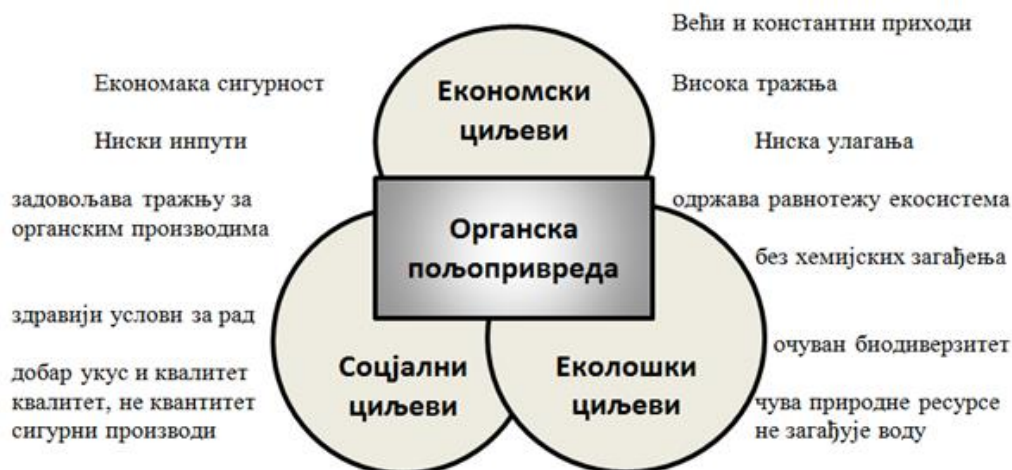 Већи и константни приходи
Економака сигурност
Економски
циљеви
Висока тражња
Ниски инпути
Ниска улагања
задовољава тражњу за
органским производима
Органска
пољопривреда
одржава равнотежу екосистема
без хемијских загађења
здравији услови за рад
Соцјални
циљеви
Еколошки
циљеви
очуван биодиверзитет
добар укус и квалитет
квалитет, не квантитет
сигурни производи
чува природне ресурсе
не загађује воду